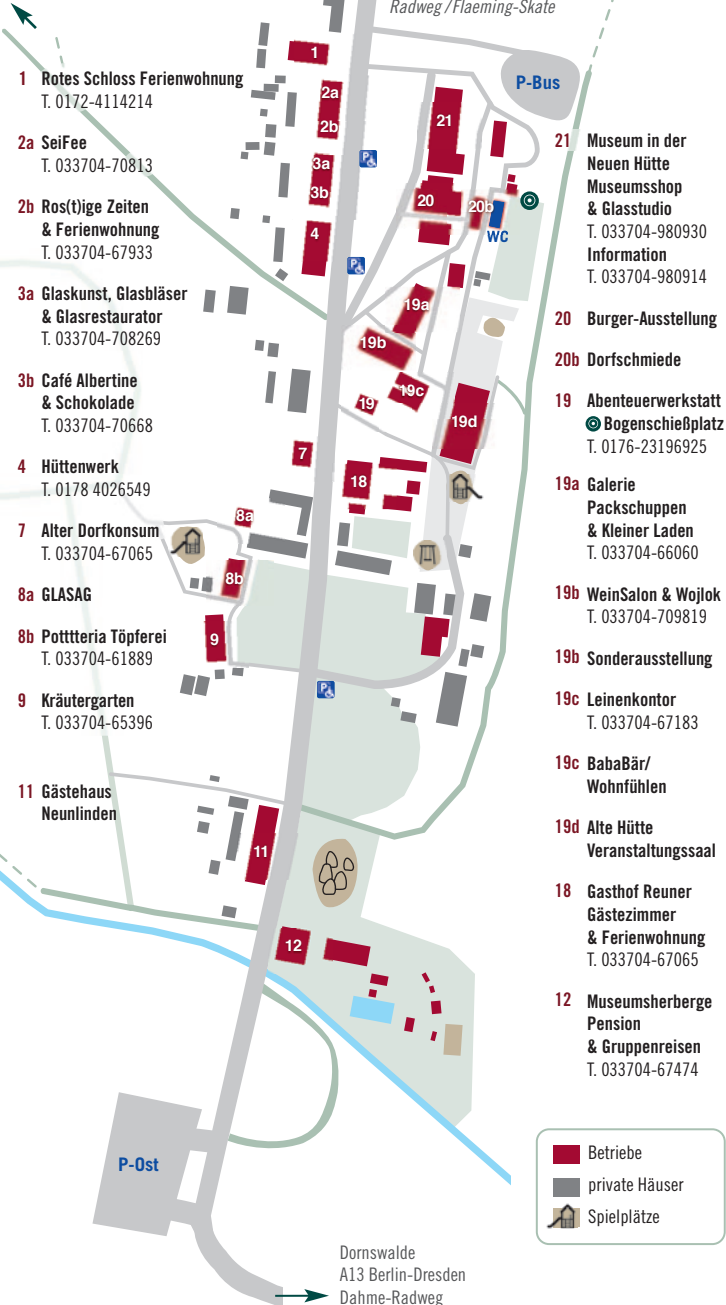 Radweg / Flaeming-Skate
P-Bus
1 Rotes Schloss Ferienwohnung
T. 0172-4114214
2a SeiFee
T. 033704-70813
2b Ros(t)ige Zeiten
& Ferienwohnung
T. 033704-67933
3a Glaskunst, Glasbläser
& Glasrestaurator
T. 033704-708269
3b Café Albertine
& Schokolade
T. 033704-70668
4 Hüttenwerk
T. 0178 4026549
7 Alter Dorfkonsum
T. 033704-67065
8a GLASAG
8b Potttteria Töpferei
T. 033704-61889
9 Kräutergarten
T. 033704-65396
11 Gästehaus
Neunlinden
1
2a
2b
3a
3b
4
P
P
21
20
20b
WC
19a
19b
19c
19
19d
7
18
8a
8b
9
P
11
12
P-Ost
21 Museum in der
Neuen Hütte
Museumsshop
& Glasstudio
T. 033704-980930
Information
T. 033704-980914
20 Burger-Ausstellung
20b Dorfschmiede
19 Abenteuerwerkstatt
Bogenschießplatz
T. 0176-23196925
19a Galerie
Packschuppen
& Kleiner Laden
T. 033704-66060
19b WeinSalon & Wojlok
T. 033704-709819
19b Sonderausstellung
19c Leinenkontor
T. 033704-67183
19c BabaBär/
Wohnfühlen
19d Alte Hütte
Veranstaltungssaal
18 Gasthof Reuner
Gästezimmer
& Ferienwohnung
T. 033704-67065
12 Museumsherberge
Pension
& Gruppenreisen
T. 033704-67474
Betriebe
private Häuser
Spielplätze
Dornswalde
A13 Berlin-Dresden
Dahme-Radweg